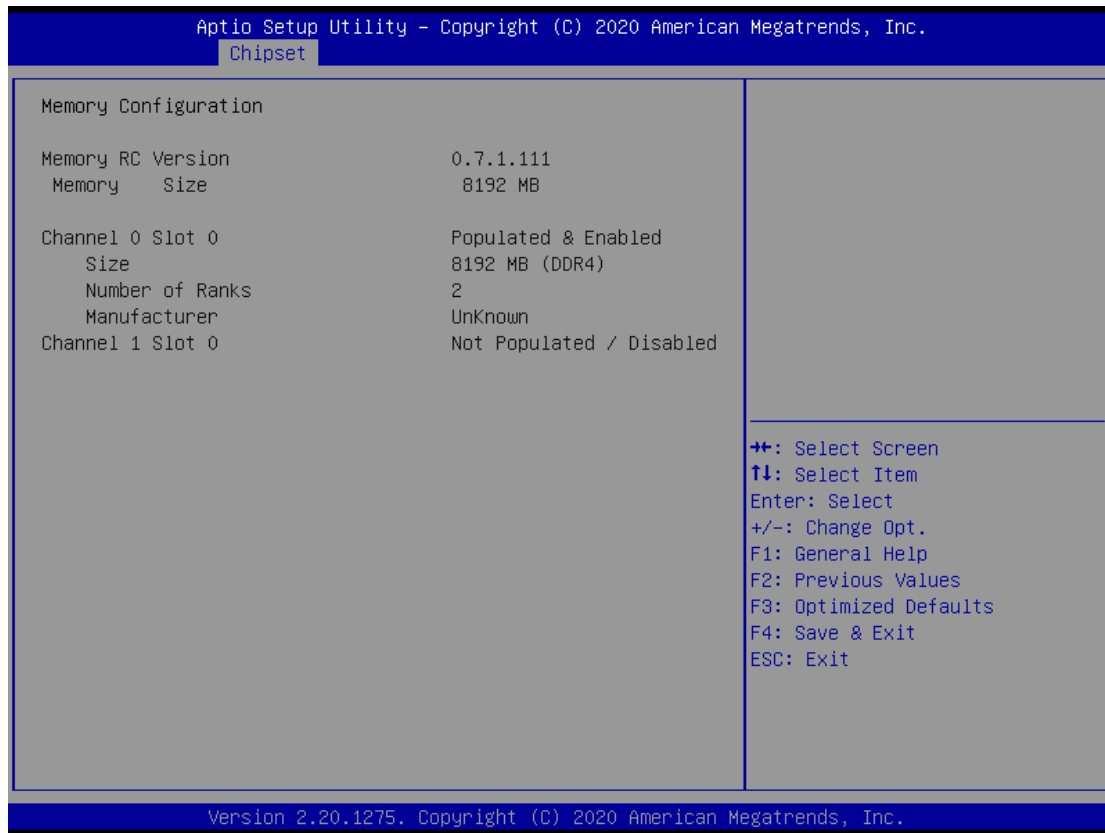 Aptio Setup Utility – Copyright (C) 2020 American Megatrends, Inc.
Chipset
Memory Configuration
Memory RC Version 0.7.1.111
Memory Size 8192 MB
Channel 0 Slot 0 Populated & Enabled
Size 8192 MB (DDR4)
Number of Ranks 2
Manufacturer UnKnown
Channel 1 Slot 0 Not Populated / Disabled
→←: Select Screen
↑↓: Select Item
Enter: Select
+/-: Change Opt.
F1: General Help
F2: Previous Values
F3: Optimized Defaults
F4: Save & Exit
ESC: Exit
Version 2.20.1275. Copyright (C) 2020 American Megatrends, Inc.